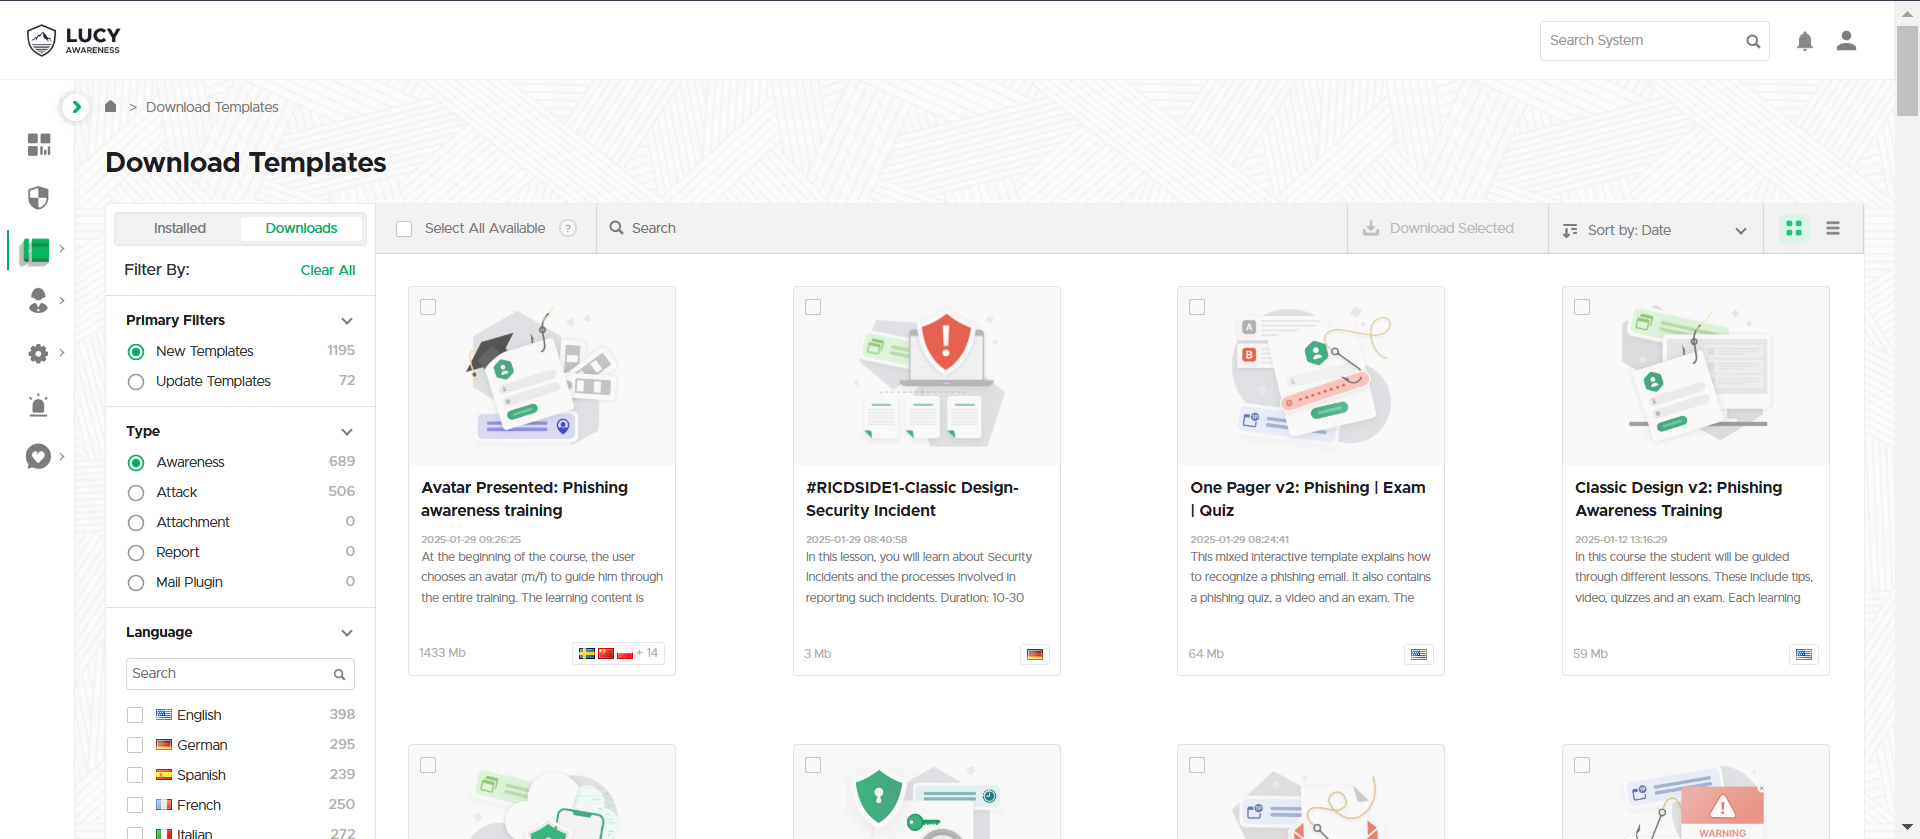 LUCY
AWARENESS
Search System
> Download Templates
Download Templates
Installed
Downloads
Select All Available ?
Search
Download Selected
Sort by: Date
Filter By:
Clear All
Primary Filters
New Templates 1195
Update Templates 72
Type
Awareness 689
Attack 506
Attachment 0
Report 0
Mail Plugin 0
Language
Search
English 398
German 295
Spanish 239
French 250
Italian 272
Avatar Presented: Phishing
awareness training
2025-01-29 09:26:25
At the beginning of the course, the user
chooses an avatar (m/f) to guide him through
the entire training. The learning content is
1433 Mb
+ 14
#RICDSIDE1-Classic Design-
Security Incident
2025-01-29 08:40:58
In this lesson, you will learn about Security
Incidents and the processes involved in
reporting such incidents. Duration: 10-30
3 Mb
A
B
One Pager v2: Phishing | Exam
| Quiz
2025-01-29 08:24:41
This mixed interactive template explains how
to recognize a phishing email. It also contains
a phishing quiz, a video and an exam. The
64 Mb
Classic Design v2: Phishing
Awareness Training
2025-01-12 13:16:29
In this course the student will be guided
through different lessons. These include tips,
video, quizzes and an exam. Each learning
59 Mb
WARNING